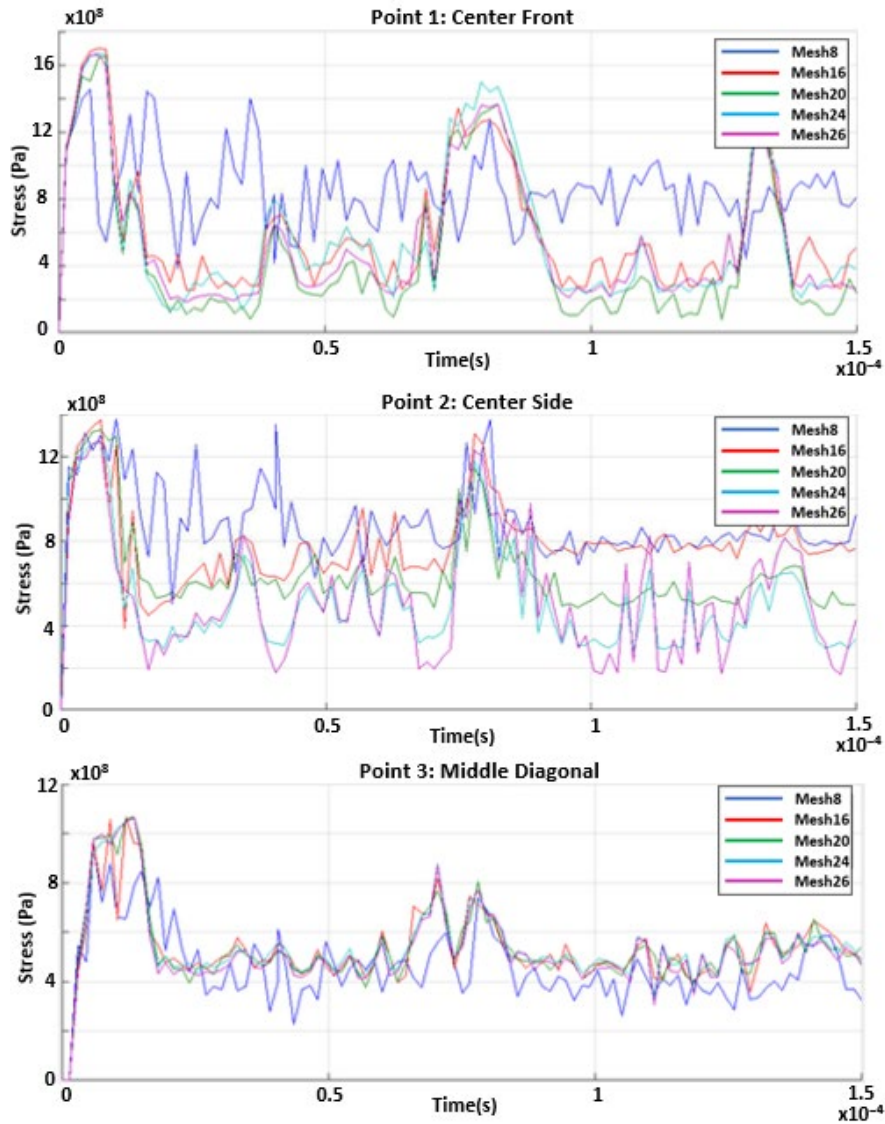 Point 1: Center Front
x10⁸
16
12
8
4
0
Stress (Pa)
Mesh8
Mesh16
Mesh20
Mesh24
Mesh26
0
0.5
1
1.5
Time(s)
x10⁻⁴
Point 2: Center Side
x10⁸
12
8
4
0
Stress (Pa)
Mesh8
Mesh16
Mesh20
Mesh24
Mesh26
0
0.5
1
1.5
Time(s)
x10⁻⁴
Point 3: Middle Diagonal
x10⁸
12
8
4
0
Stress (Pa)
Mesh8
Mesh16
Mesh20
Mesh24
Mesh26
0
0.5
1
1.5
Time(s)
x10⁻⁴